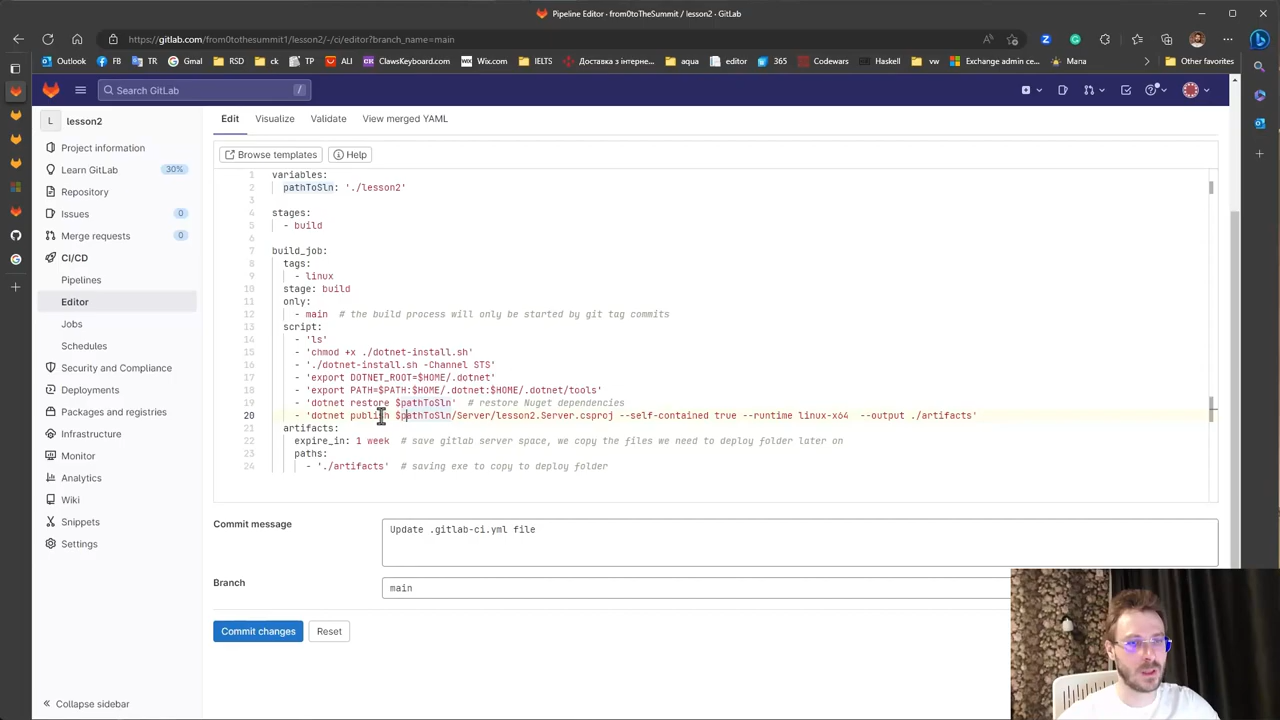 Pipeline Editor · from0toTheSummit / lesson2 · GitLab
https://gitlab.com/from0tothesummit1/lesson2/-/ci/editor?branch_name=main
Outlook FB TR Gmal RSD ck TP ALI ClawsKeyboard.com Win IELTS Доставка з інтерне... aqua editor 365 Codewars Hashlists vw Exchange admin ce... Mana Other favorites
Search GitLab /
L lesson2
Project information
Learn GitLab 30%
Repository
Issues 0
Merge requests 0
CI/CD
Pipelines
Editor
Jobs
Schedules
Security and Compliance
Deployments
Packages and registries
Infrastructure
Monitor
Analytics
Wiki
Snippets
Settings
Collapse sidebar
Edit Visualize Validate View merged YAML
Browse templates Help
1 variables:
2 pathToSln: './lesson2'
3
4 stages:
5 - build
6
7 build_job:
8 tags:
9 - linux
10 stage: build
11 only:
12 - main # the build process will only be started by git tag commits
13 script:
14 - 'ls'
15 - 'chmod +x ./dotnet-install.sh'
16 - './dotnet-install.sh -Channel STS'
17 - 'export DOTNET_ROOT=$HOME/.dotnet'
18 - 'export PATH=$PATH:$HOME/.dotnet:$HOME/.dotnet/tools'
19 - 'dotnet restore $pathToSln' # restore Nuget dependencies
20 - 'dotnet publish $pathToSln/Server/lesson2.Server.csproj --self-contained true --runtime linux-x64 --output ./artifacts'
21 artifacts:
22 expire_in: 1 week # save gitlab server space, we copy the files we need to deploy folder later on
23 paths:
24 - './artifacts' # saving exe to copy to deploy folder
Commit message
Update .gitlab-ci.yml file
Branch
main
Commit changes Reset